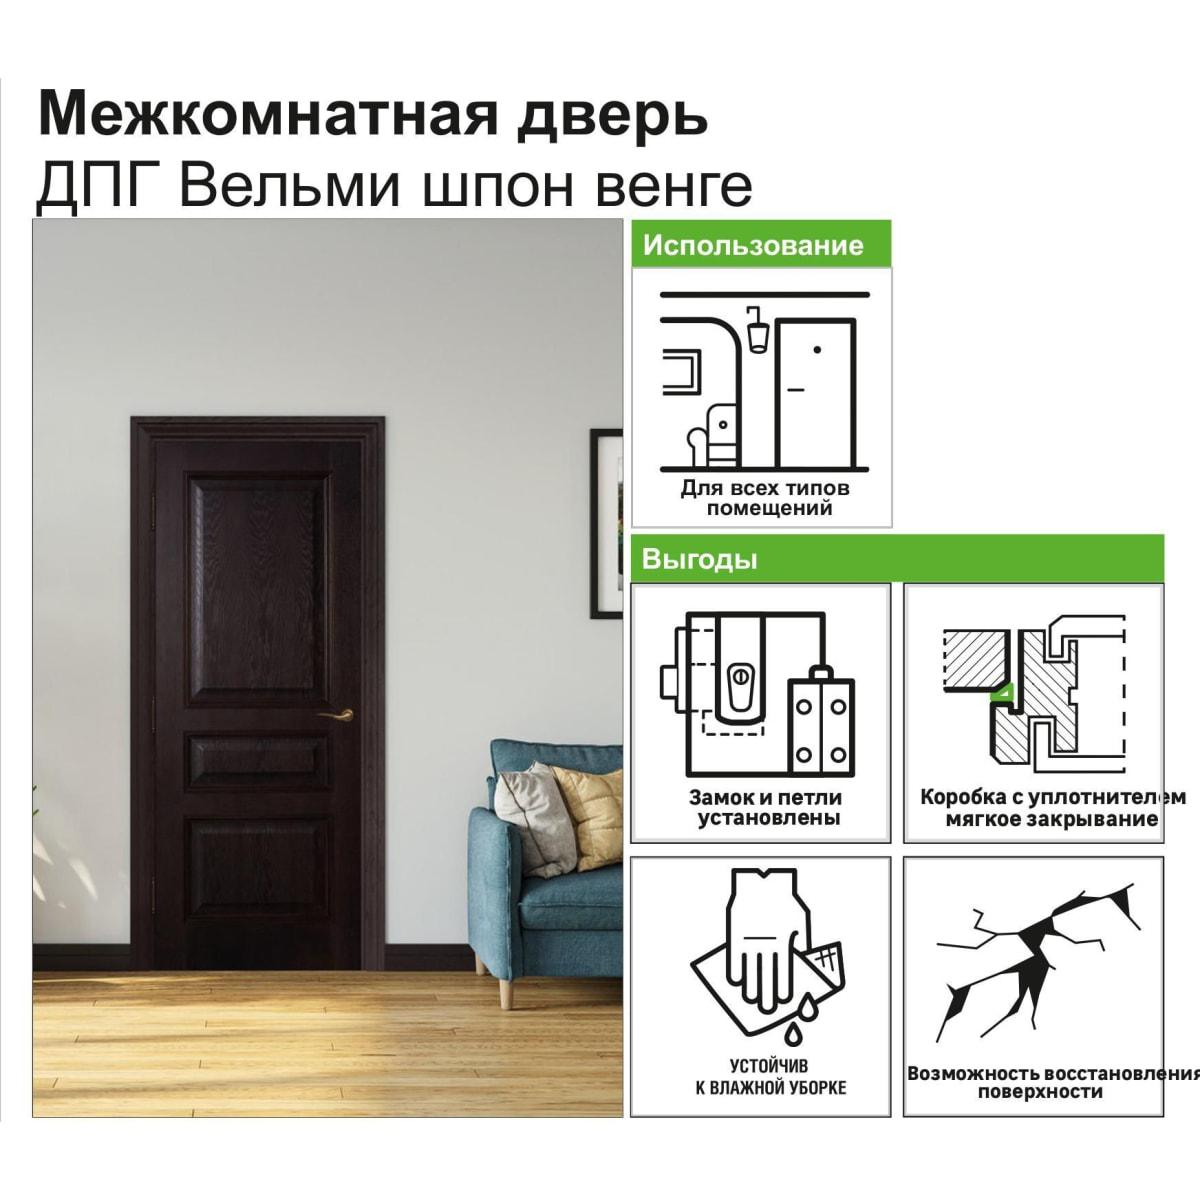 Межкомнатная дверь
ДПГ Вельми шпон венге
Использование
Для всех типов
помещений
Выгоды
Замок и петли
установлены
Коробка с уплотнителем
мягкое закрывание
УСТОЙЧИВ
К ВЛАЖНОЙ УБОРКЕ
Возможность восстановления
поверхности